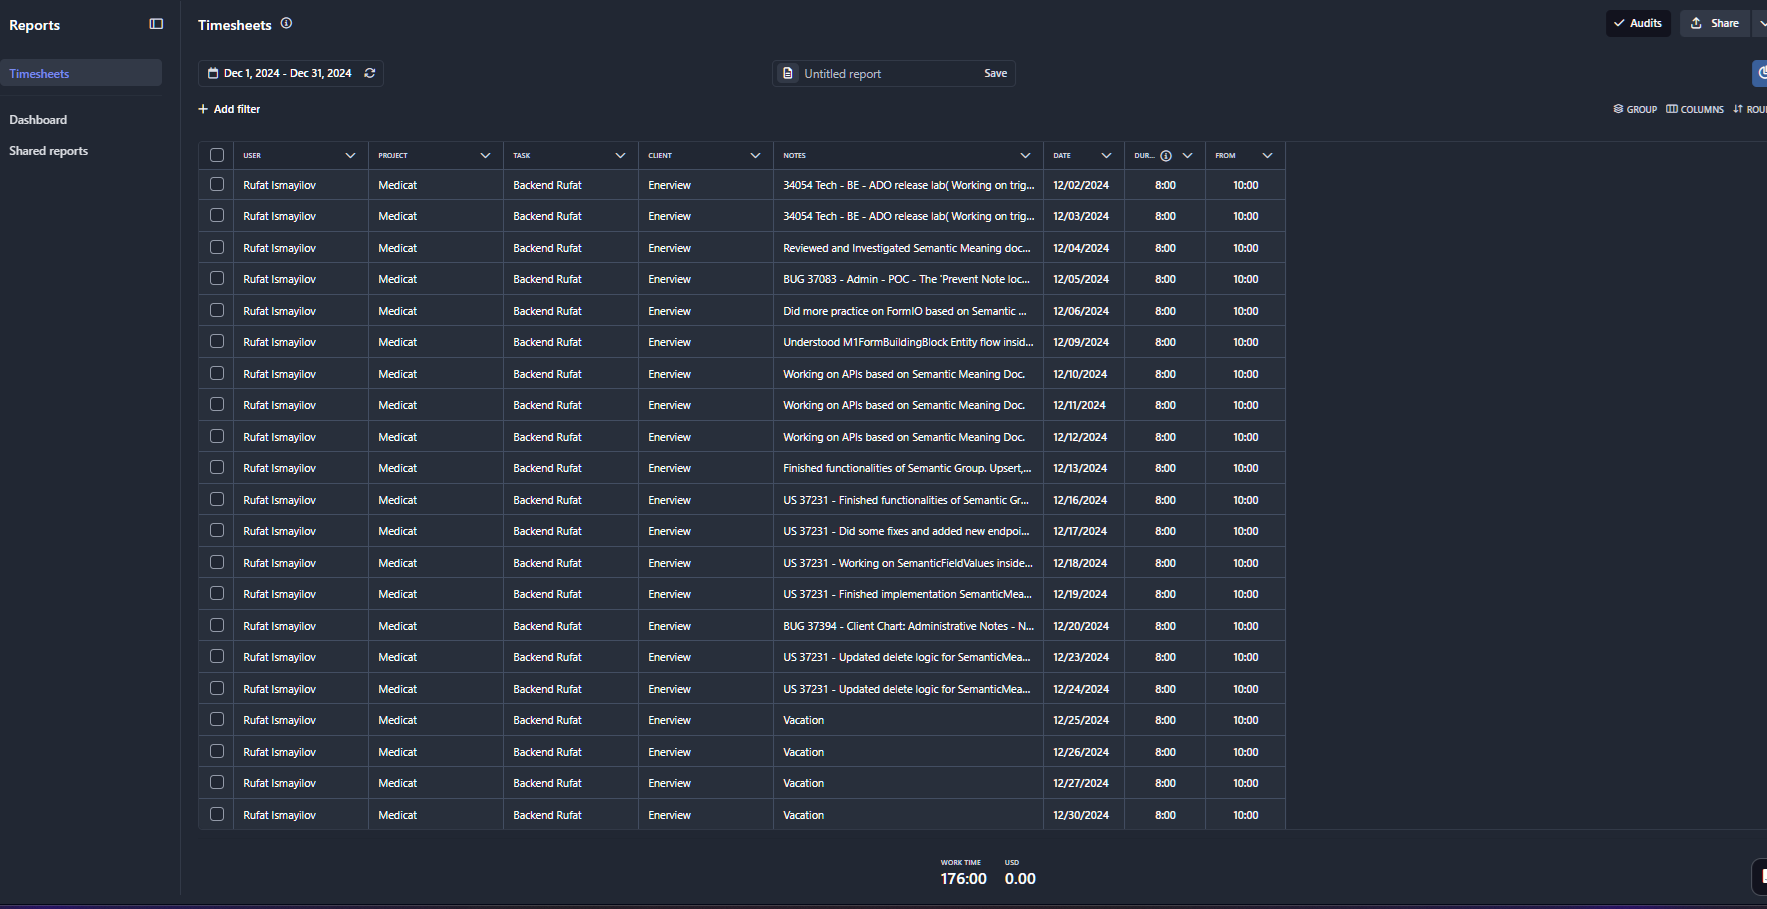 Reports
Timesheets
Dashboard
Shared reports
Timesheets
Audits
Share
Dec 1, 2024 - Dec 31, 2024
Untitled report
Save
Add filter
GROUP
COLUMNS
USER PROJECT TASK CLIENT NOTES DATE DUR... FROM
Rufat Ismayilov Medicat Backend Rufat Enerview 34054 Tech - BE - ADO release lab( Working on trig... 12/02/2024 8:00 10:00
Rufat Ismayilov Medicat Backend Rufat Enerview 34054 Tech - BE - ADO release lab( Working on trig... 12/03/2024 8:00 10:00
Rufat Ismayilov Medicat Backend Rufat Enerview Reviewed and Investigated Semantic Meaning doc... 12/04/2024 8:00 10:00
Rufat Ismayilov Medicat Backend Rufat Enerview BUG 37083 - Admin - POC - The 'Prevent Note loc... 12/05/2024 8:00 10:00
Rufat Ismayilov Medicat Backend Rufat Enerview Did more practice on FormIO based on Semantic ... 12/06/2024 8:00 10:00
Rufat Ismayilov Medicat Backend Rufat Enerview Understood M1FormBuildingBlock Entity flow insid... 12/09/2024 8:00 10:00
Rufat Ismayilov Medicat Backend Rufat Enerview Working on APIs based on Semantic Meaning Doc. 12/10/2024 8:00 10:00
Rufat Ismayilov Medicat Backend Rufat Enerview Working on APIs based on Semantic Meaning Doc. 12/11/2024 8:00 10:00
Rufat Ismayilov Medicat Backend Rufat Enerview Working on APIs based on Semantic Meaning Doc. 12/12/2024 8:00 10:00
Rufat Ismayilov Medicat Backend Rufat Enerview Finished functionalities of Semantic Group. Upsert,... 12/13/2024 8:00 10:00
Rufat Ismayilov Medicat Backend Rufat Enerview US 37231 - Finished functionalities of Semantic Gr... 12/16/2024 8:00 10:00
Rufat Ismayilov Medicat Backend Rufat Enerview US 37231 - Did some fixes and added new endpoi... 12/17/2024 8:00 10:00
Rufat Ismayilov Medicat Backend Rufat Enerview US 37231 - Working on SemanticFieldValues inside... 12/18/2024 8:00 10:00
Rufat Ismayilov Medicat Backend Rufat Enerview US 37231 - Finished implementation SemanticMea... 12/19/2024 8:00 10:00
Rufat Ismayilov Medicat Backend Rufat Enerview BUG 37394 - Client Chart: Administrative Notes - N... 12/20/2024 8:00 10:00
Rufat Ismayilov Medicat Backend Rufat Enerview US 37231 - Updated delete logic for SemanticMea... 12/23/2024 8:00 10:00
Rufat Ismayilov Medicat Backend Rufat Enerview US 37231 - Updated delete logic for SemanticMea... 12/24/2024 8:00 10:00
Rufat Ismayilov Medicat Backend Rufat Enerview Vacation 12/25/2024 8:00 10:00
Rufat Ismayilov Medicat Backend Rufat Enerview Vacation 12/26/2024 8:00 10:00
Rufat Ismayilov Medicat Backend Rufat Enerview Vacation 12/27/2024 8:00 10:00
Rufat Ismayilov Medicat Backend Rufat Enerview Vacation 12/30/2024 8:00 10:00
WORK TIME USD
176:00 0.00